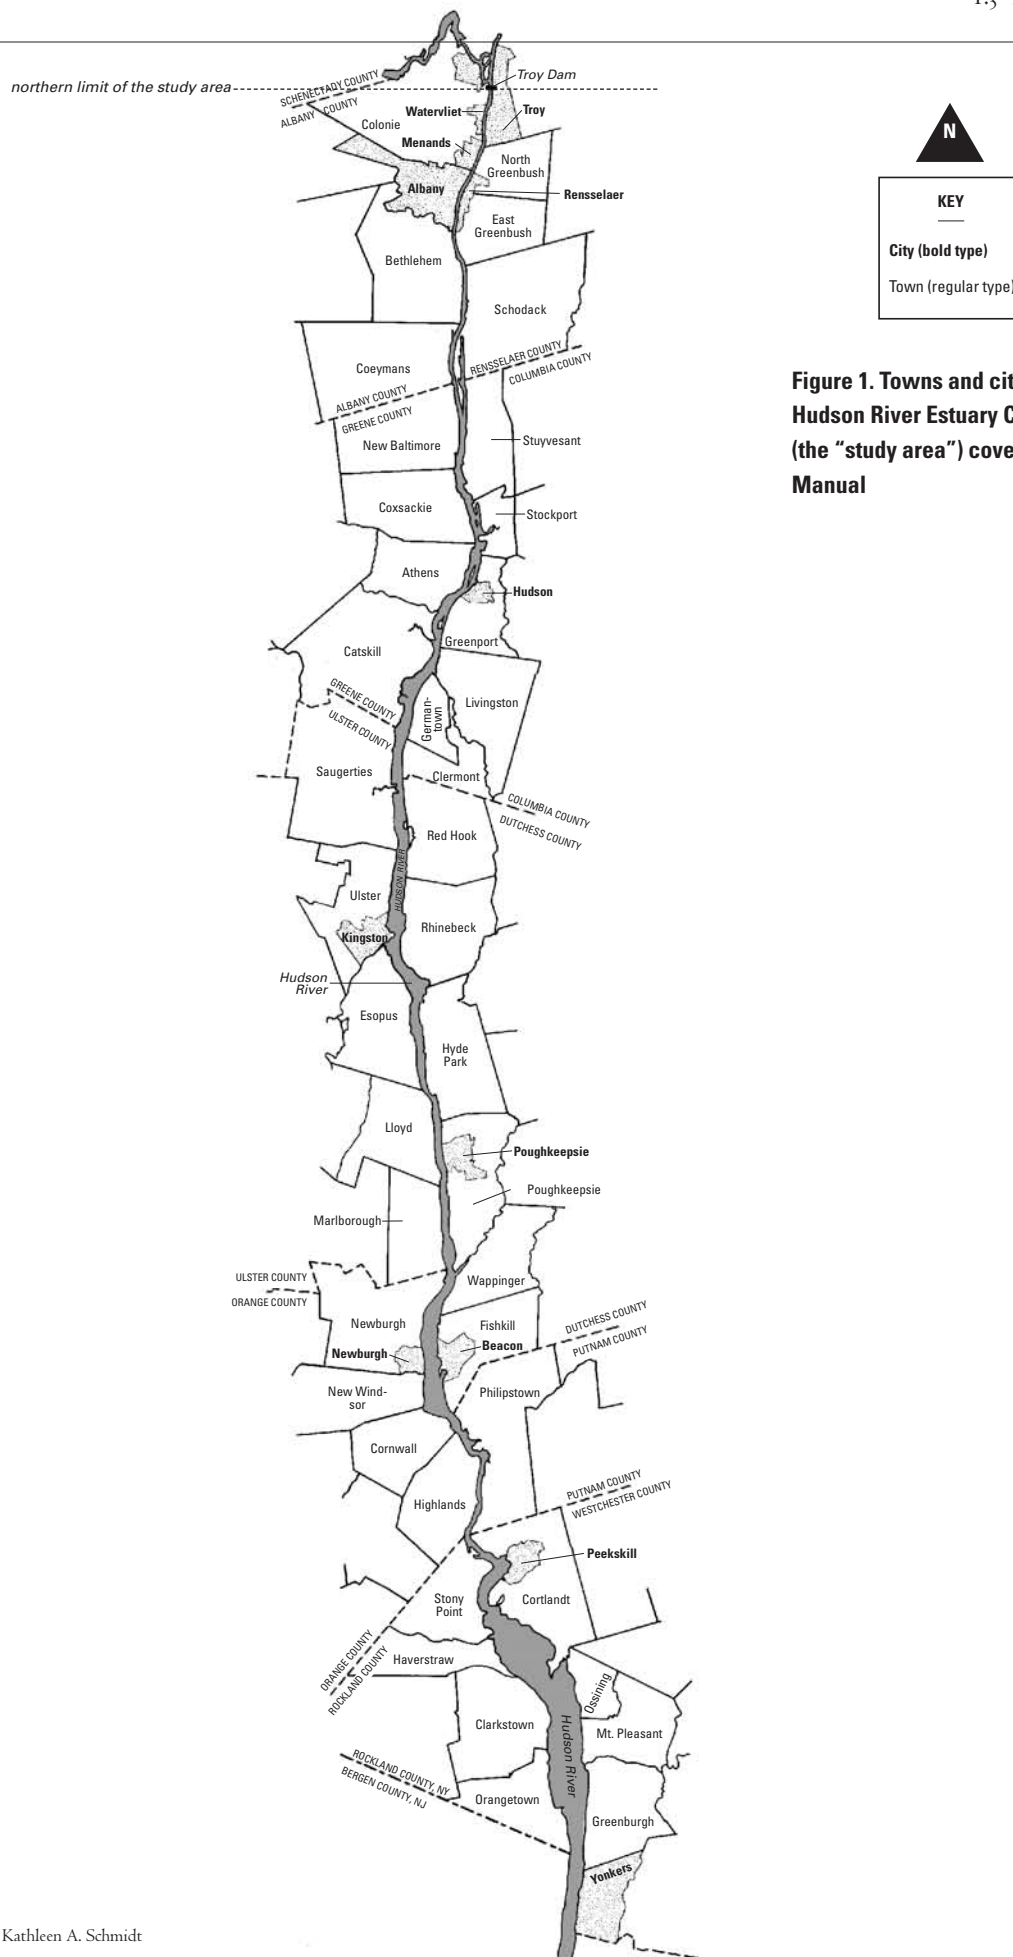 northern limit of the study area
Troy Dam
SCHENECTADY COUNTY
ALBANY COUNTY
Colonie
Watervliet
Troy
Menands
North
Greenbush
Albany
Rensselaer
East
Greenbush
Bethlehem
Schodack
N
KEY
City (bold type)
Town (regular type)
Coeymans
RENSSELAER COUNTY
COLUMBIA COUNTY
ALBANY COUNTY
GREENE COUNTY
Figure 1. Towns and cit
Hudson River Estuary C
(the “study area”) cove
Manual
New Baltimore
Stuyvesant
Coxsackie
Stockport
Athens
Hudson
Catskill
Greenport
GREENE COUNTY
ULSTER COUNTY
German-
town
Livingston
Saugerties
Clermont
COLUMBIA COUNTY
DUTCHESS COUNTY
Red Hook
HUDSON RIVER
Ulster
Kingston
Rhinebeck
Hudson
River
Esopus
Hyde
Park
Lloyd
Poughkeepsie
Poughkeepsie
Marlborough
ULSTER COUNTY
ORANGE COUNTY
Wappinger
Newburgh
Fishkill
DUTCHESS COUNTY
PUTNAM COUNTY
Newburgh
Beacon
New Wind-
sor
Philipstown
Cornwall
Highlands
PUTNAM COUNTY
WESTCHESTER COUNTY
Peekskill
Stony
Point
Cortlandt
ORANGE COUNTY
ROCKLAND COUNTY
Haverstraw
Ossining
Clarkstown
Hudson River
Mt. Pleasant
ROCKLAND COUNTY, NY
BERGEN COUNTY, NJ
Orangetown
Greenburgh
Yonkers
Kathleen A. Schmidt